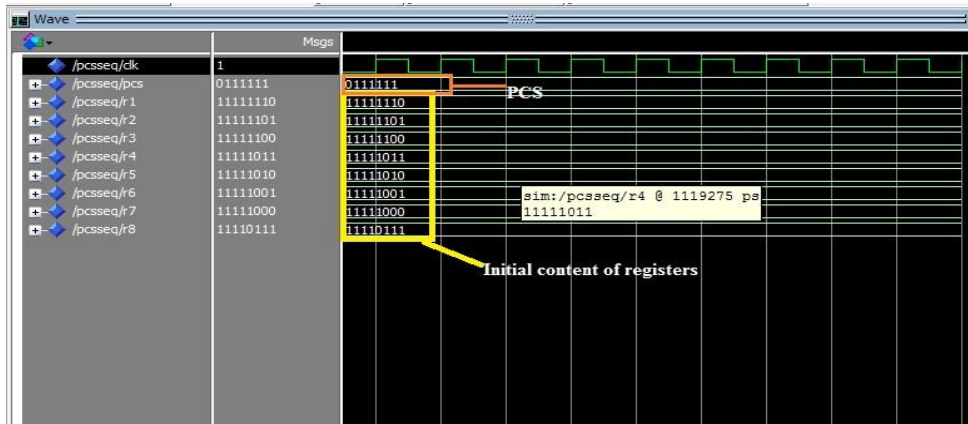 Wave
Msgs
/pcsseq/clk 1
/pcsseq/pcs 0111111 0111111 PCS
/pcsseq/r1 11111110 11111110
/pcsseq/r2 11111101 11111101
/pcsseq/r3 11111100 11111100
/pcsseq/r4 11111011 11111011
/pcsseq/r5 11111010 11111010
/pcsseq/r6 11111001 11111001
sim:/pcsseq/r4 @ 1119275 ps
/pcsseq/r7 11111000 11111000
11111011
/pcsseq/r8 11110111 11110111
Initial content of registers